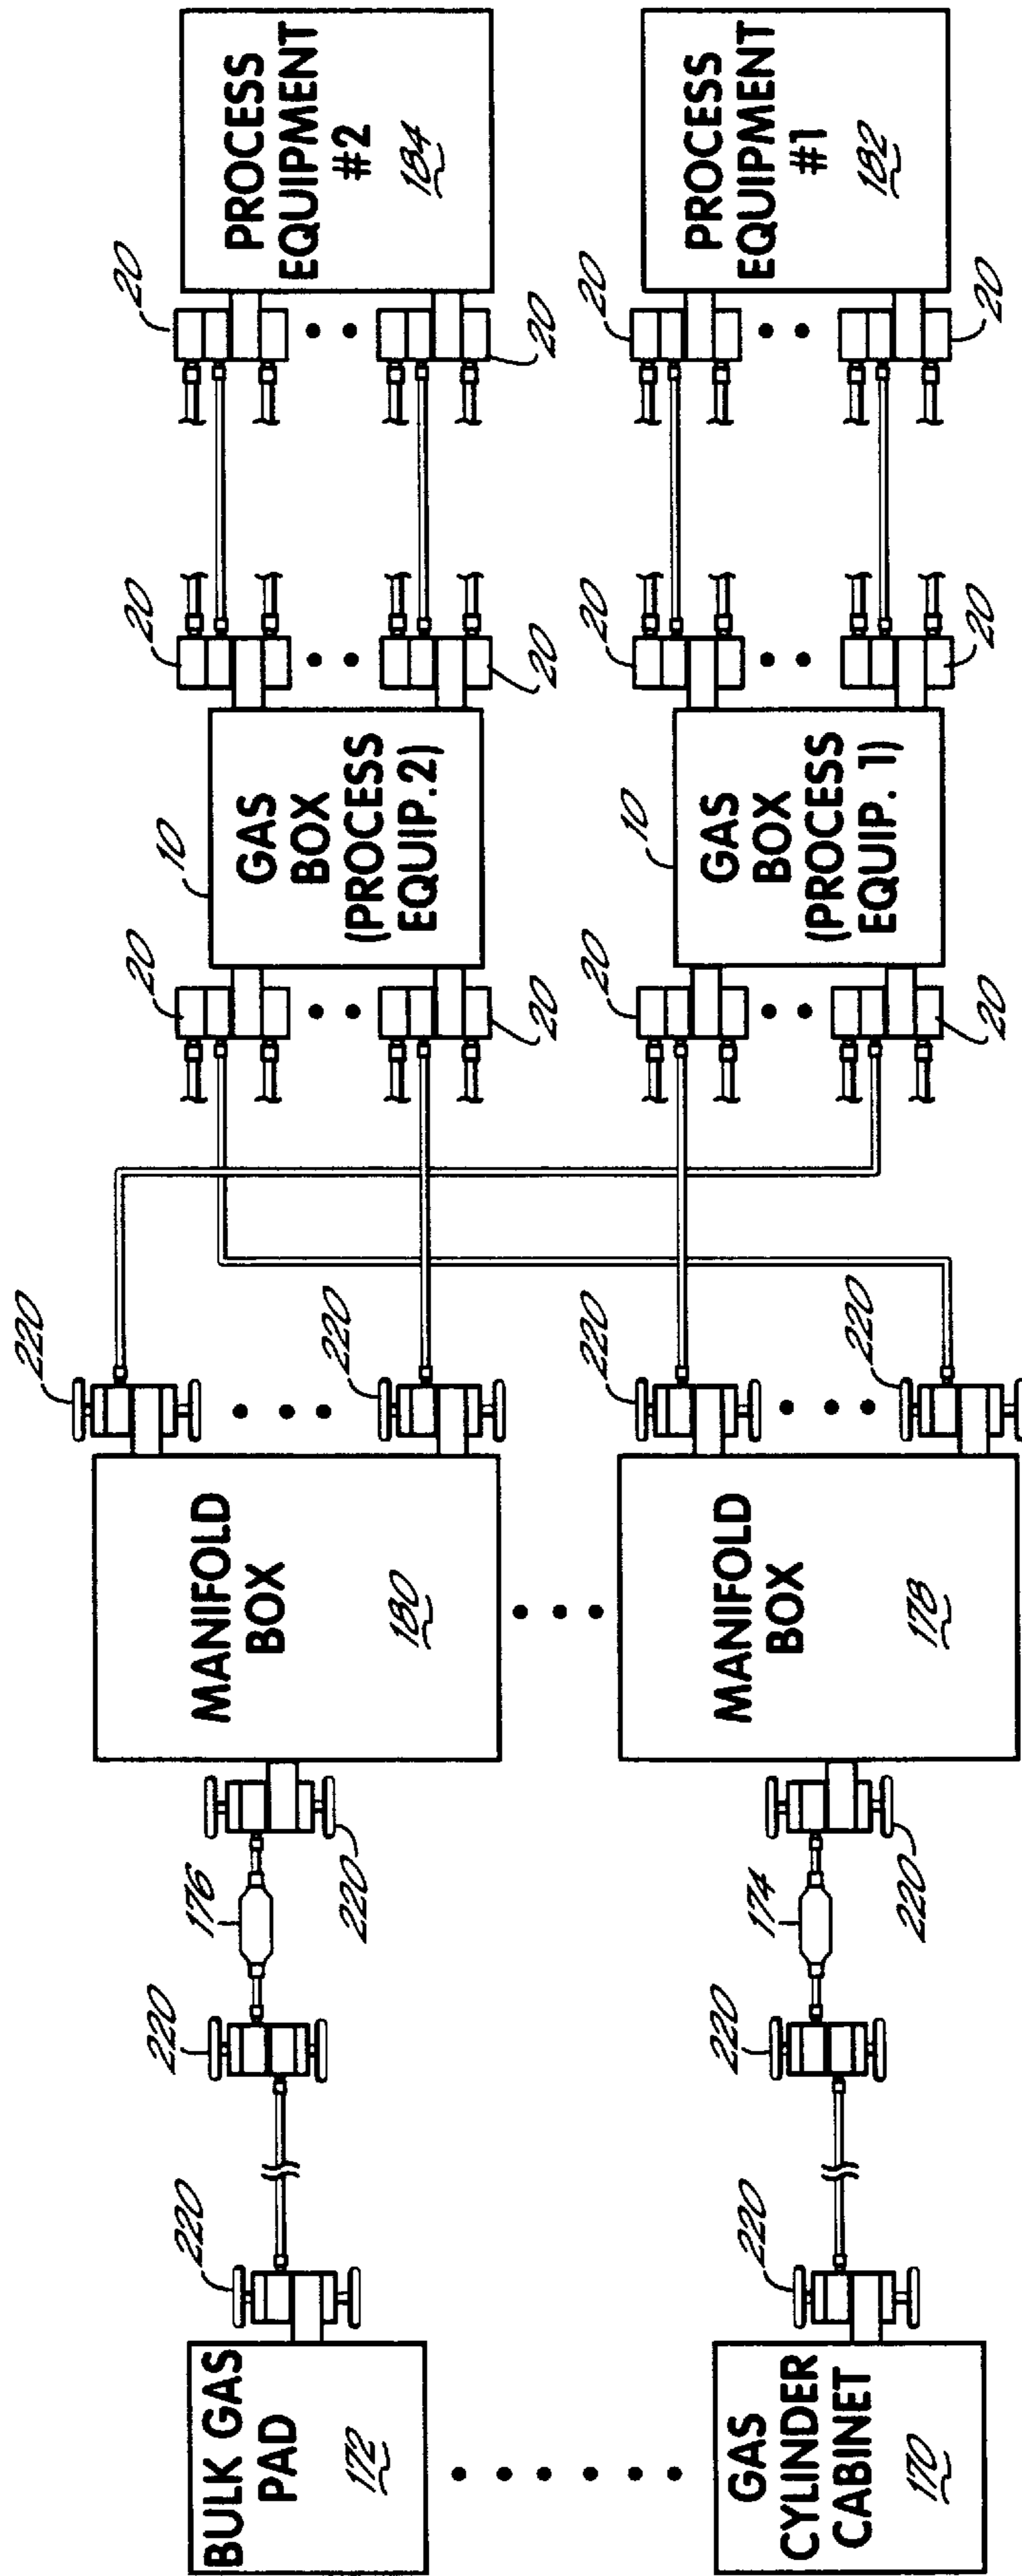 BULK GAS
PAD
172
220
220
176
220
MANIFOLD
BOX
180
220
220
20
20
10
GAS
BOX
(PROCESS
EQUIP. 2)
20
20
20
20
PROCESS
EQUIPMENT
#2
184
GAS
CYLINDER
CABINET
170
220
220
174
220
MANIFOLD
BOX
178
220
220
20
20
10
GAS
BOX
(PROCESS
EQUIP. 1)
20
20
20
20
PROCESS
EQUIPMENT
#1
182